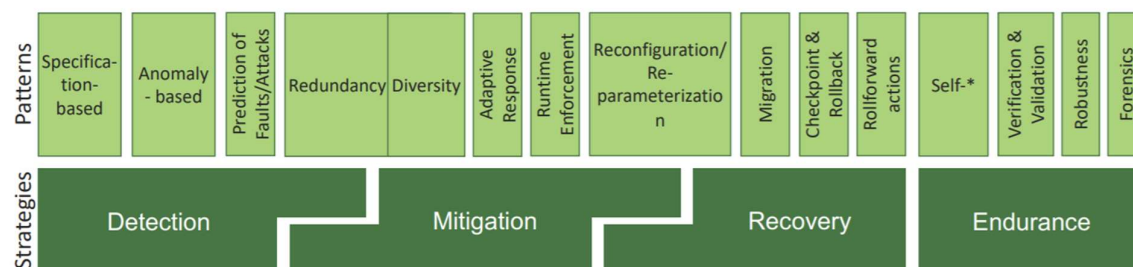 Patterns
Specifica-
tion-
based
Anomaly
- based
Prediction of
Faults/Attacks
Redundancy
Diversity
Adaptive
Response
Runtime
Enforcement
Reconfiguration/
Re-
parameterizatio
n
Migration
Checkpoint &
Rollback
Rollforward
actions
Self-*
Verification &
Validation
Robustness
Forensics
Strategies
Detection
Mitigation
Recovery
Endurance